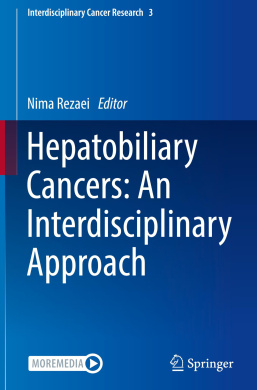 Interdisciplinary Cancer Research 3
Nima Rezaei Editor
Hepatobiliary
Cancers: An
Interdisciplinary
Approach
MOREMEDIA
Springer